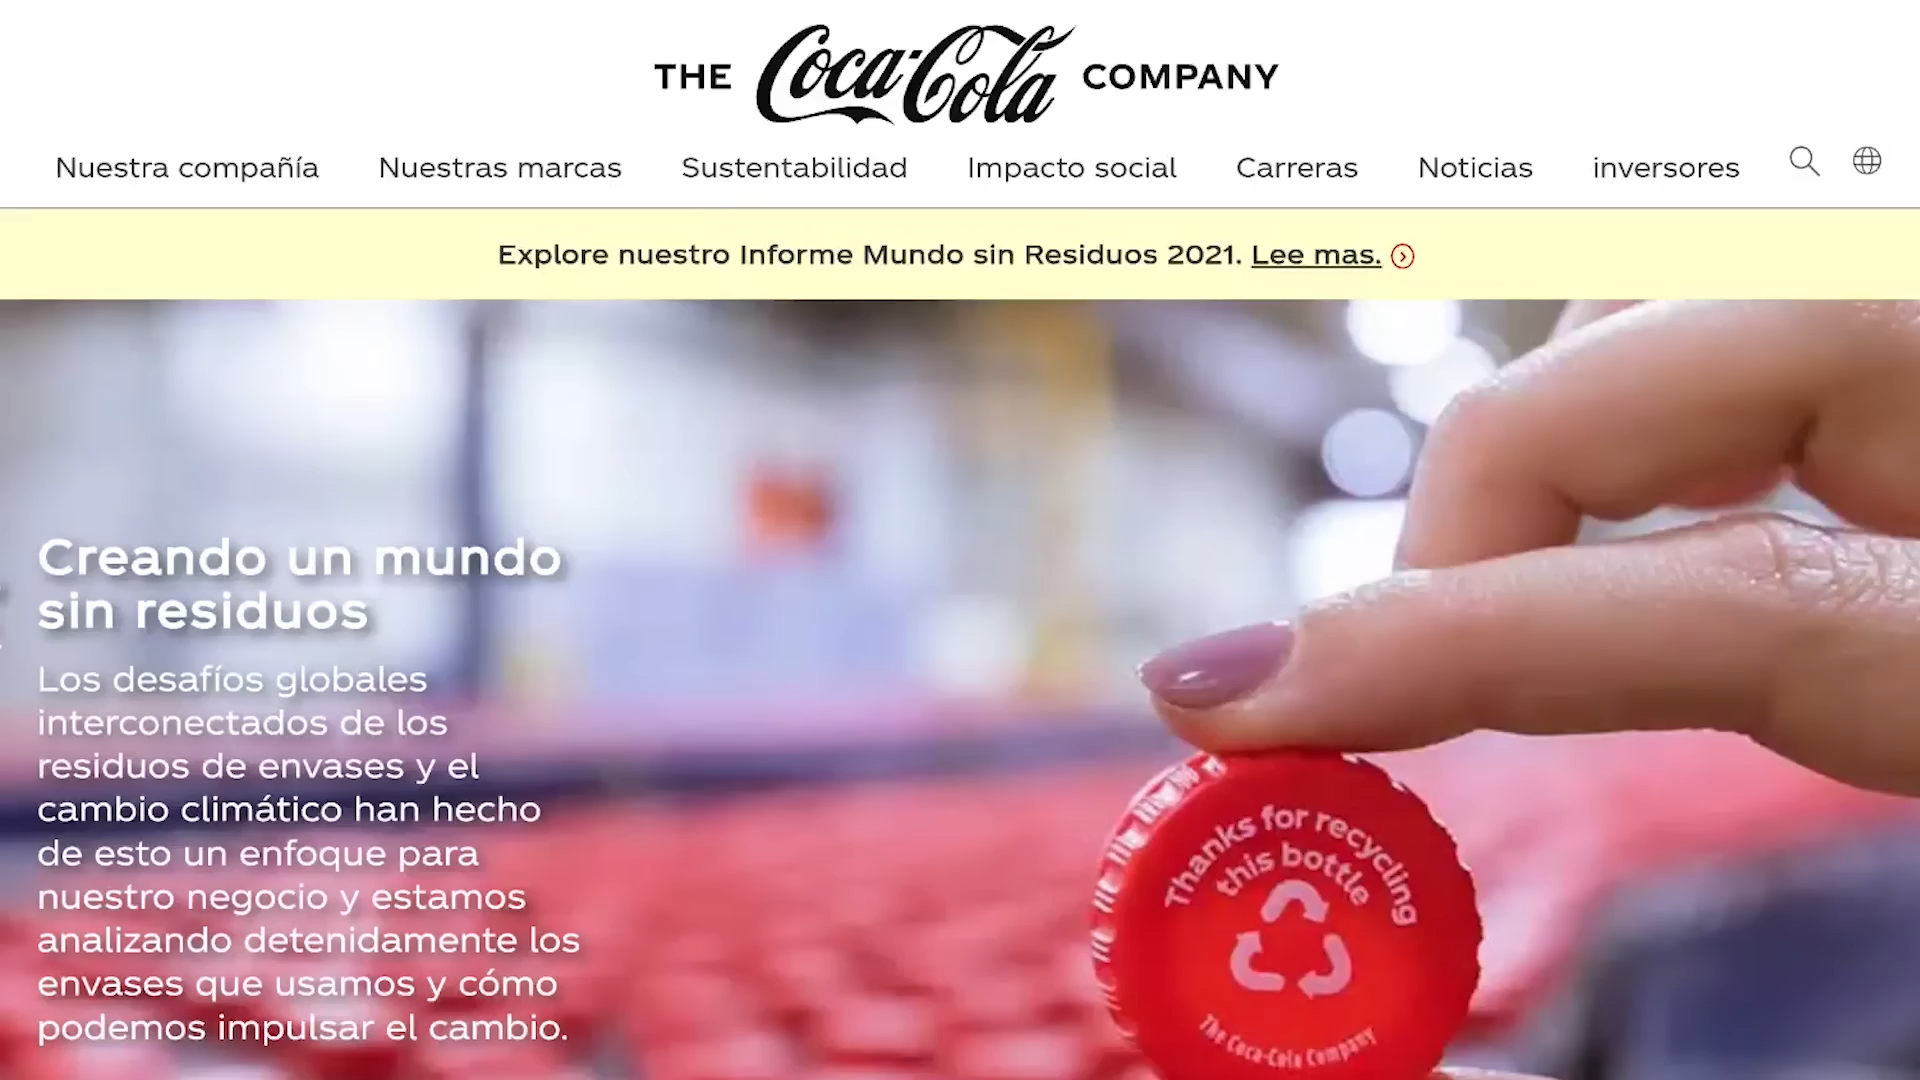 THE Coca-Cola COMPANY
Nuestra compañía Nuestras marcas Sustentabilidad Impacto social Carreras Noticias inversores
Explore nuestro Informe Mundo sin Residuos 2021. Lee mas.
Creando un mundo
sin residuos
Los desafíos globales
interconectados de los
residuos de envases y el
cambio climático han hecho
de esto un enfoque para
nuestro negocio y estamos
analizando detenidamente los
envases que usamos y cómo
podemos impulsar el cambio.
Thanks for recycling
this bottle
The Coca-Cola Company